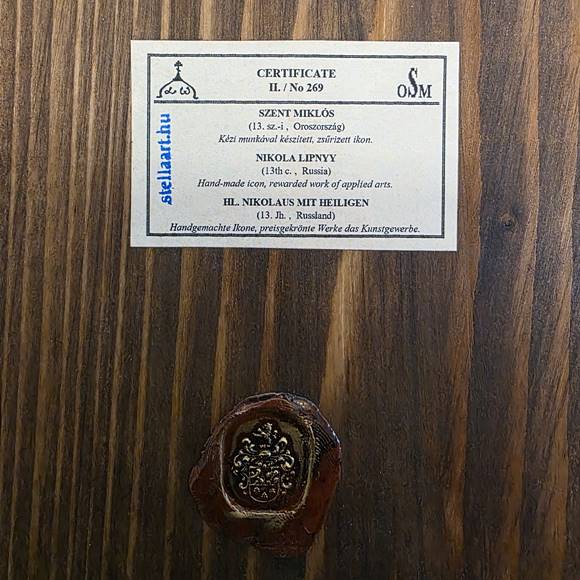 CERTIFICATE
II. / No 269
α ω
OSM
stellaart.hu
SZENT MIKLÓS
(13. sz.-i , Oroszország)
Kézi munkával készített, zsűrizett ikon.
NIKOLA LIPNYY
(13th c. , Russia)
Hand-made icon, rewarded work of applied arts.
HL. NIKOLAUS MIT HEILIGEN
(13. Jh. , Russland)
Handgemachte Ikone, preisgekrönte Werke das Kunstgewerbe.